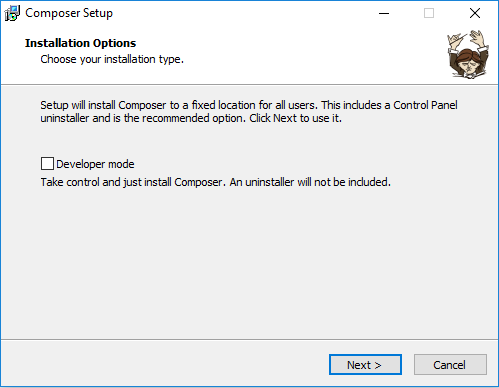 Composer Setup
Installation Options
Choose your installation type.
Setup will install Composer to a fixed location for all users. This includes a Control Panel
uninstaller and is the recommended option. Click Next to use it.
Developer mode
Take control and just install Composer. An uninstaller will not be included.
Next >
Cancel